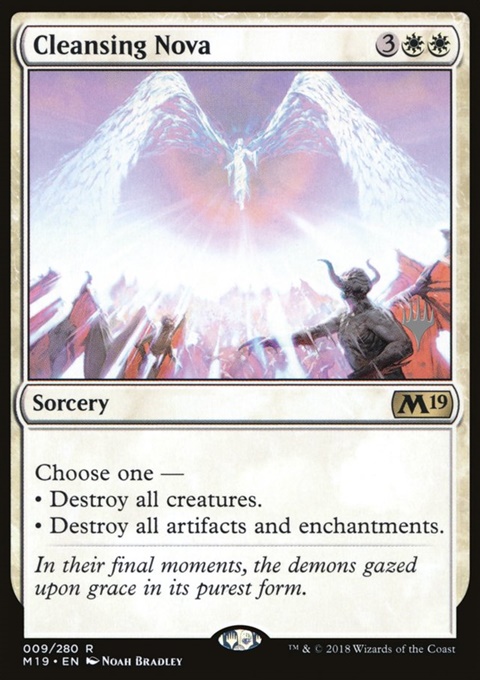 Cleansing Nova 3
Sorcery M19
Choose one —
• Destroy all creatures.
• Destroy all artifacts and enchantments.
In their final moments, the demons gazed
upon grace in its purest form.
009/280 R
M19 • EN Noah Bradley ™ & © 2018 Wizards of the Coast